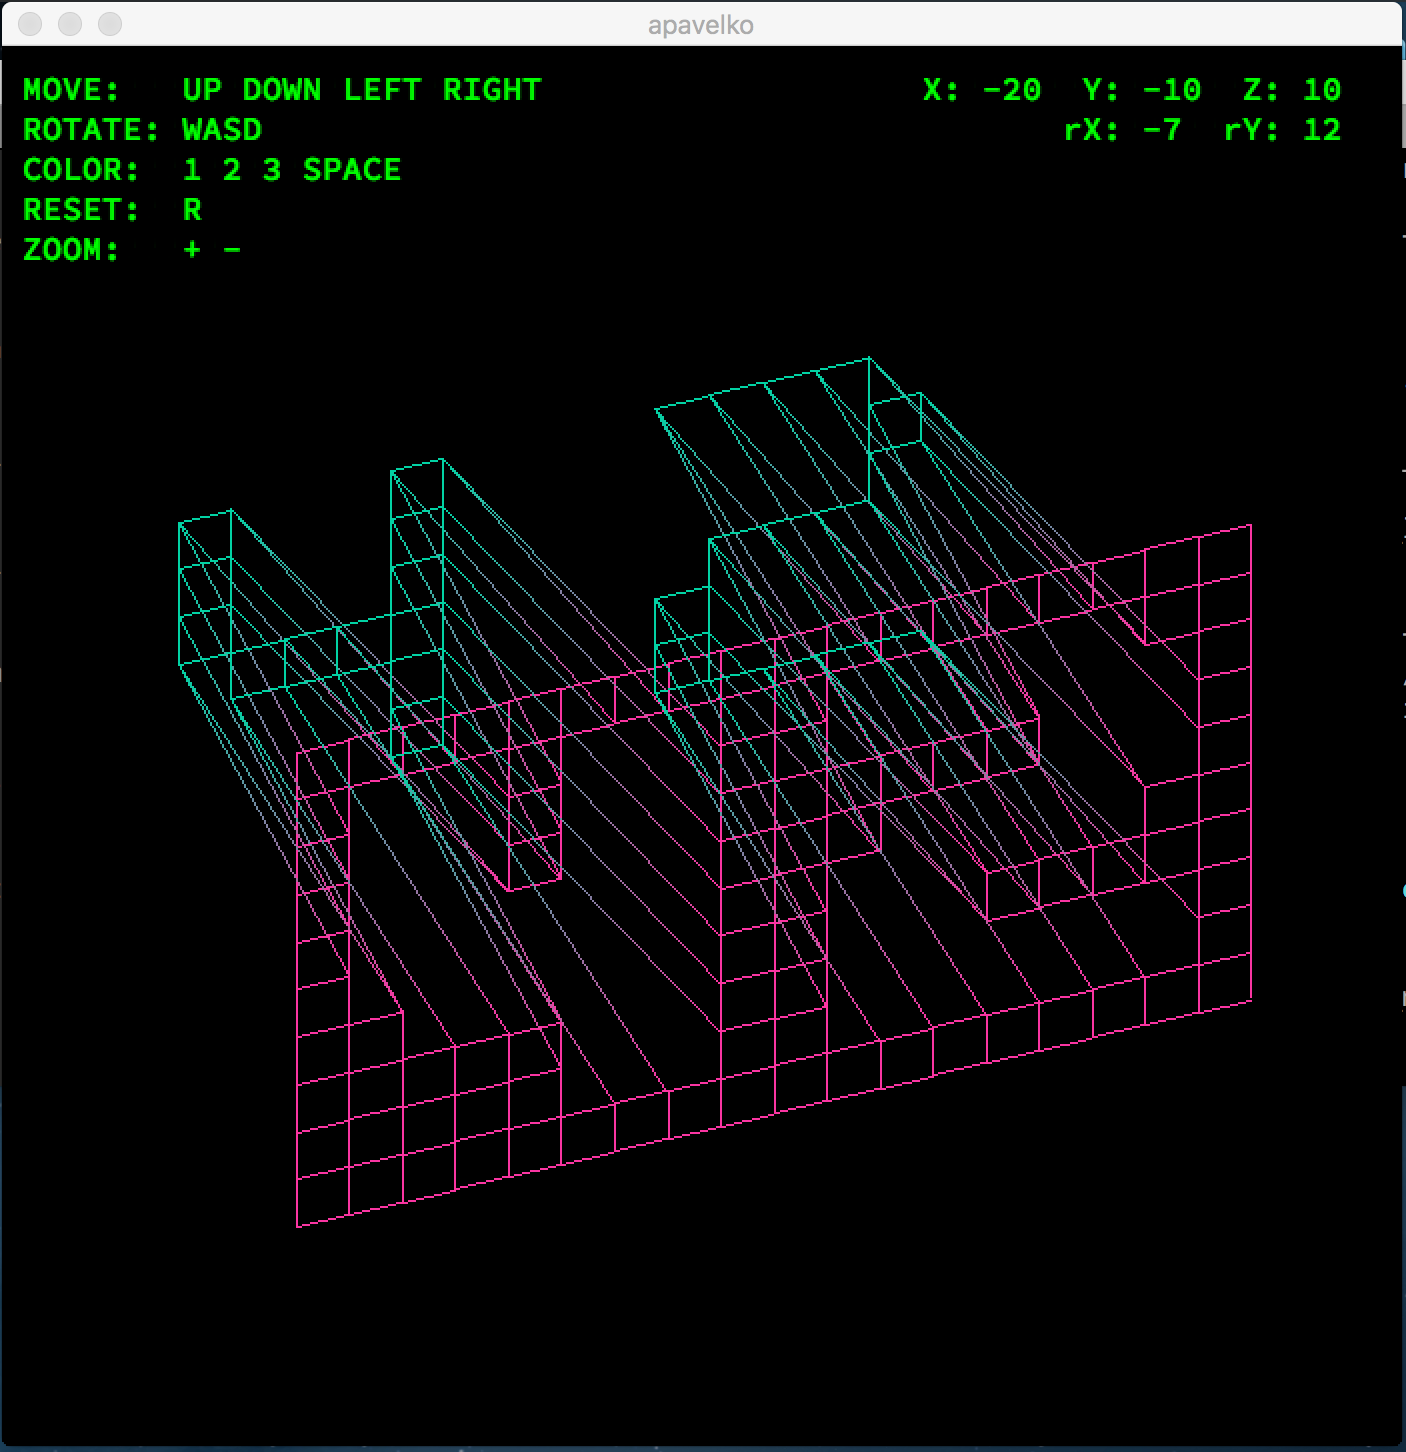 apavelko
MOVE: UP DOWN LEFT RIGHT
ROTATE: WASD
COLOR: 1 2 3 SPACE
RESET: R
ZOOM: + -
X: -20 Y: -10 Z: 10
rX: -7 rY: 12